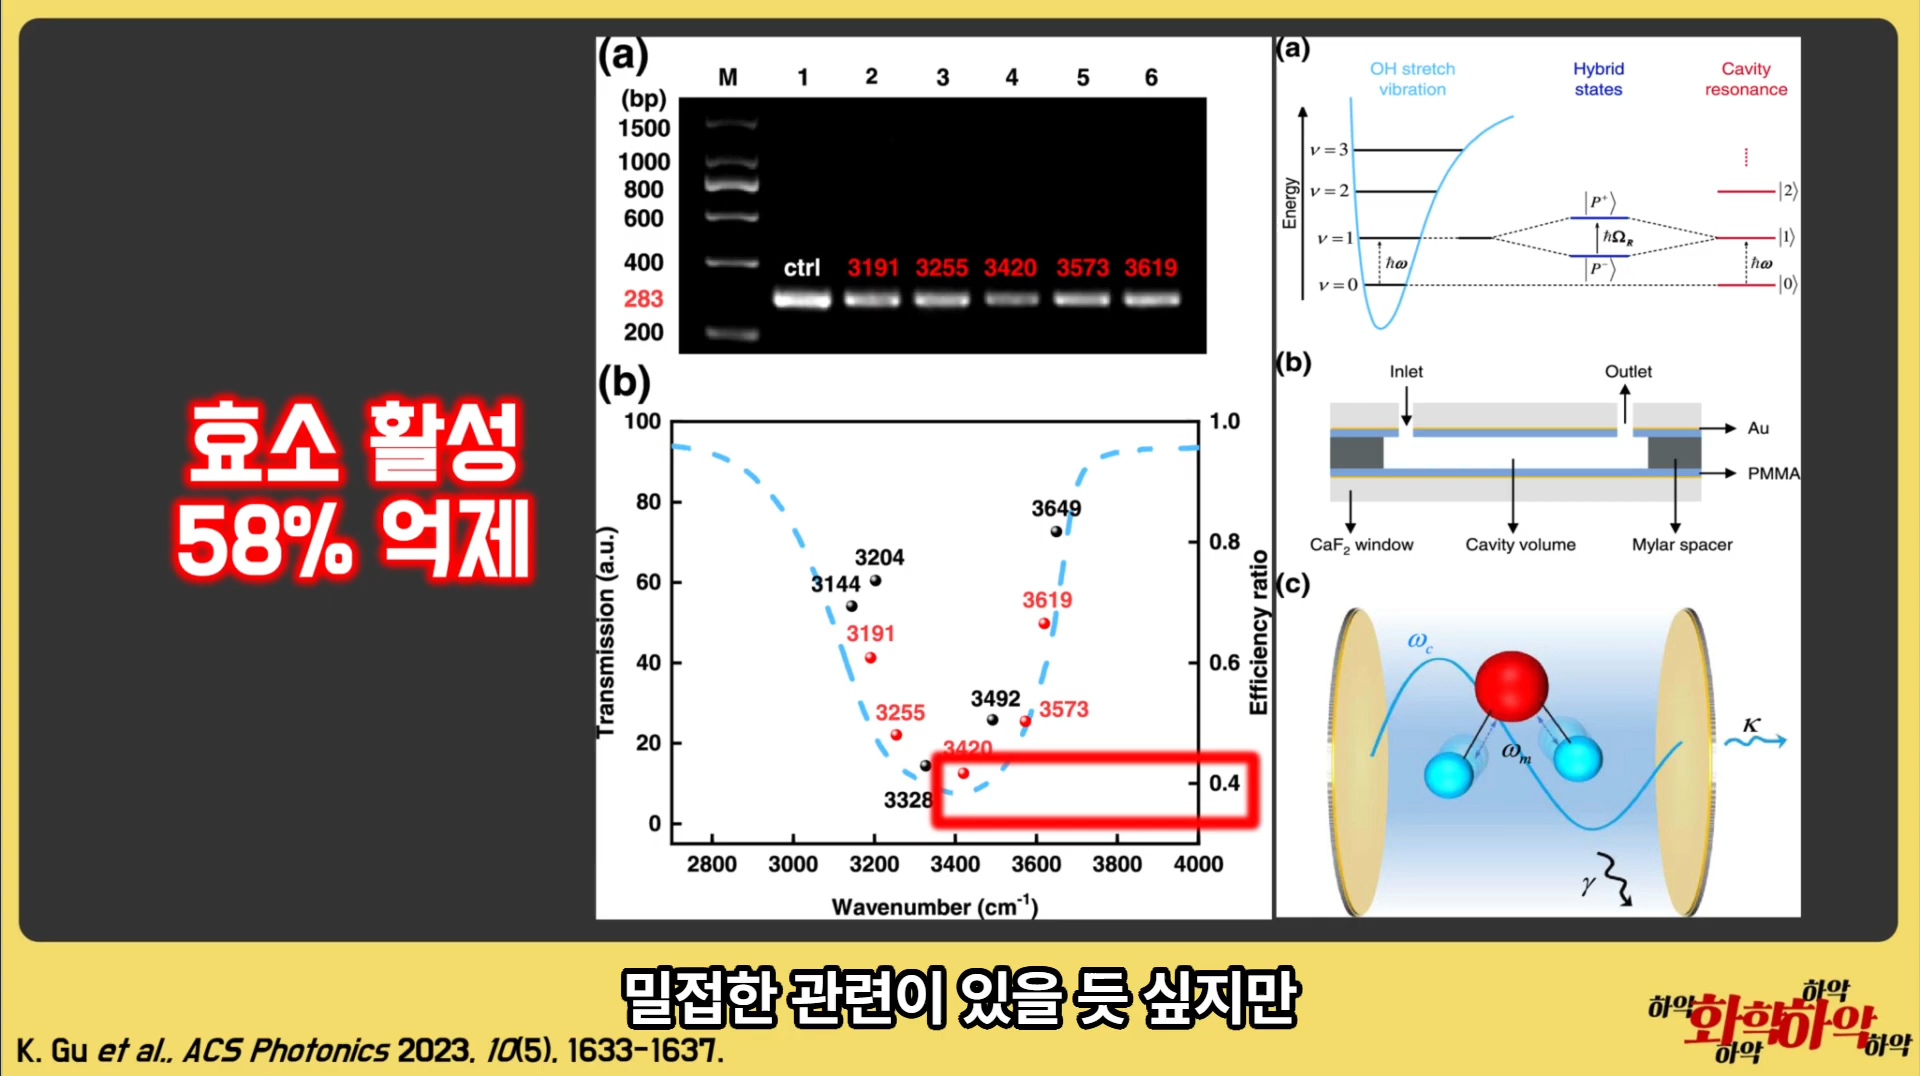 효소 활성
58% 억제
(a)
M 1 2 3 4 5 6
(bp)
1500
1000
800
600
400
283
200
ctrl 3191 3255 3420 3573 3619
(b)
100
80
60
40
20
0
Transmission (a.u.)
1.0
0.8
0.6
0.4
Efficiency ratio
3649
3204
3144
3619
3191
3492
3573
3255
3420
3328
2800 3000 3200 3400 3600 3800 4000
Wavenumber (cm⁻¹)
(a)
OH stretch
vibration
Hybrid
states
Cavity
resonance
Energy
ν = 3
ν = 2
ν = 1
ν = 0
ħω
|P⁺⟩
ħΩ_R
|P⁻⟩
|2⟩
|1⟩
ħω
|0⟩
(b)
Inlet
Outlet
Au
PMMA
CaF₂ window
Cavity volume
Mylar spacer
(c)
ω_c
ω_m
κ
γ
밀접한 관련이 있을 듯 싶지만
K. Gu et al., ACS Photonics 2023, 10(5), 1633-1637.
하악
화학하악
하악
하악
하악